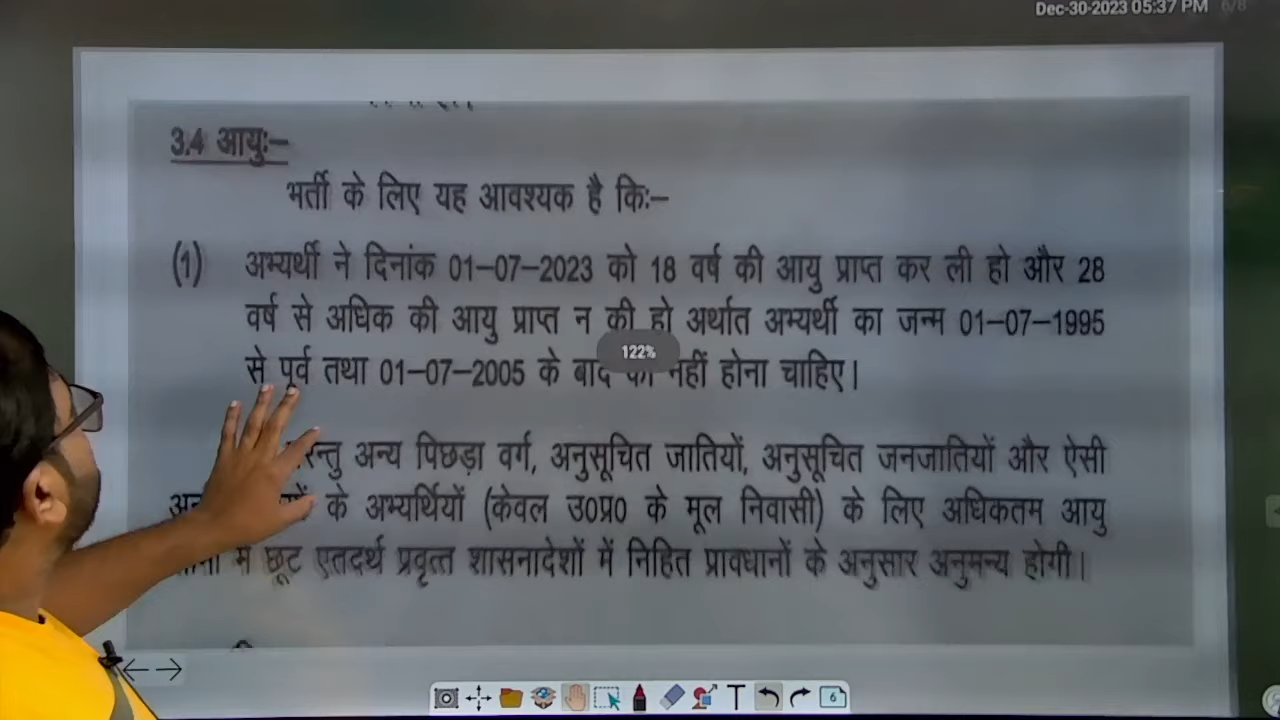 Dec-30-2023 05:37 PM 6/8
3.4 आयुः–
भर्ती के लिए यह आवश्यक है किः–
(1) अभ्यर्थी ने दिनांक 01–07–2023 को 18 वर्ष की आयु प्राप्त कर ली हो और 28
वर्ष से अधिक की आयु प्राप्त न की हो अर्थात अभ्यर्थी का जन्म 01–07–1995
122%
से पूर्व तथा 01–07–2005 के बाद का नहीं होना चाहिए।
अन्य पिछड़ा वर्ग, अनुसूचित जातियों, अनुसूचित जनजातियों और ऐसी
के अभ्यर्थियों (केवल उ0प्र0 के मूल निवासी) के लिए अधिकतम आयु
में छूट एतदर्थ प्रवृत्त शासनादेशों में निहित प्रावधानों के अनुसार अनुमन्य होगी।
T
6